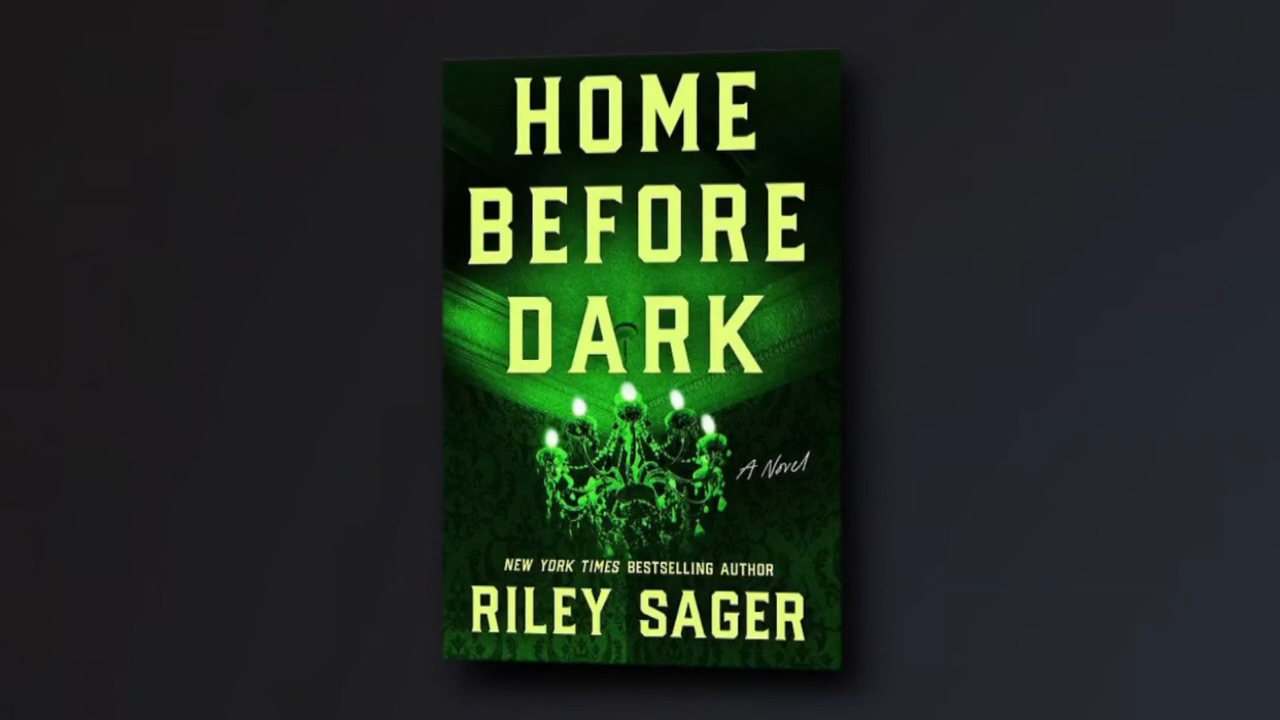 HOME
BEFORE
DARK
A Novel
NEW YORK TIMES BESTSELLING AUTHOR
RILEY SAGER